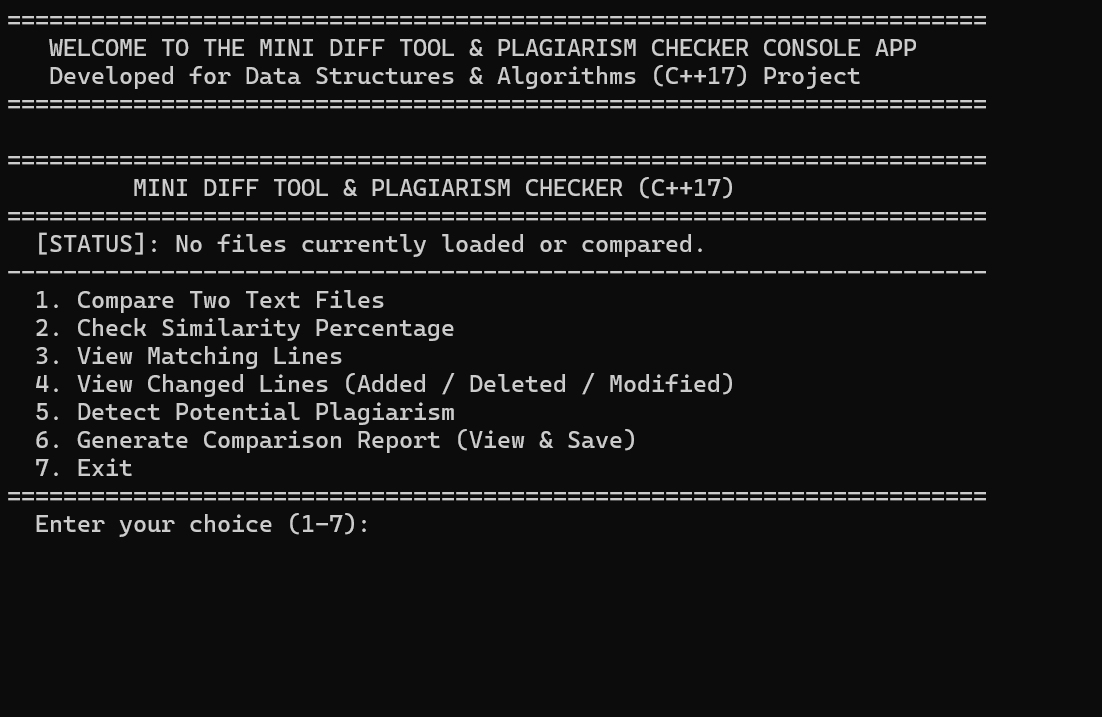 ======================================================================
   WELCOME TO THE MINI DIFF TOOL & PLAGIARISM CHECKER CONSOLE APP
   Developed for Data Structures & Algorithms (C++17) Project
======================================================================

======================================================================
         MINI DIFF TOOL & PLAGIARISM CHECKER (C++17)
======================================================================
  [STATUS]: No files currently loaded or compared.
----------------------------------------------------------------------
  1. Compare Two Text Files
  2. Check Similarity Percentage
  3. View Matching Lines
  4. View Changed Lines (Added / Deleted / Modified)
  5. Detect Potential Plagiarism
  6. Generate Comparison Report (View & Save)
  7. Exit
======================================================================
  Enter your choice (1-7):